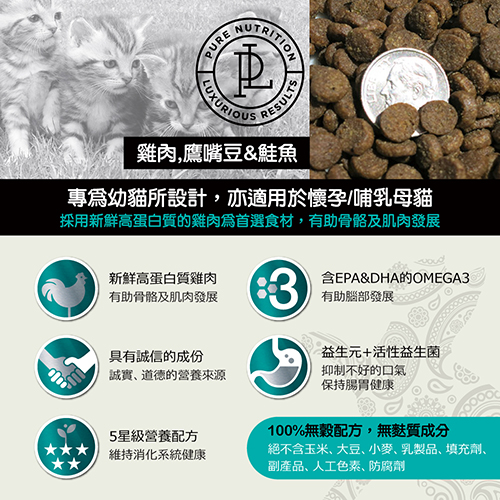 PURE NUTRITION
PL
LUXURIOUS RESULTS
雞肉,鷹嘴豆&鮭魚
專為幼貓所設計，亦適用於懷孕/哺乳母貓
採用新鮮高蛋白質的雞肉為首選食材，有助骨骼及肌肉發展
新鮮高蛋白質雞肉
有助骨骼及肌肉發展
3
含EPA&DHA的OMEGA3
有助腦部發展
具有誠信的成份
誠實、道德的營養來源
益生元+活性益生菌
抑制不好的口氣
保持腸胃健康
5星級營養配方
維持消化系統健康
100%無穀配方，無麩質成分
絕不含玉米、大豆、小麥、乳製品、填充劑、
副產品、人工色素、防腐劑